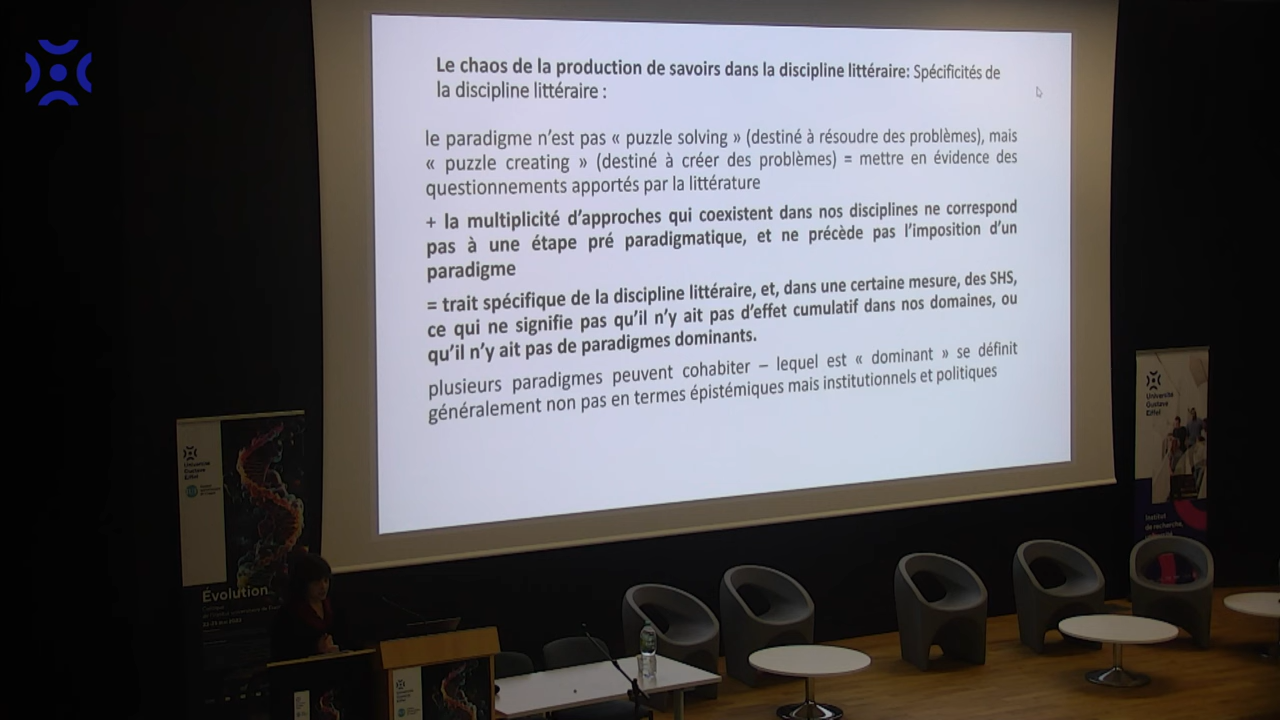 Le chaos de la production de savoirs dans la discipline littéraire: Spécificités de
la discipline littéraire :
le paradigme n'est pas « puzzle solving » (destiné à résoudre des problèmes), mais
« puzzle creating » (destiné à créer des problèmes) = mettre en évidence des
questionnements apportés par la littérature
+ la multiplicité d'approches qui coexistent dans nos disciplines ne correspond
pas à une étape pré paradigmatique, et ne précède pas l'imposition d'un
paradigme
= trait spécifique de la discipline littéraire, et, dans une certaine mesure, des SHS,
ce qui ne signifie pas qu'il n'y ait pas d'effet cumulatif dans nos domaines, ou
qu'il n'y ait pas de paradigmes dominants.
plusieurs paradigmes peuvent cohabiter – lequel est « dominant » se définit
généralement non pas en termes épistémiques mais institutionnels et politiques
Université
Gustave
Eiffel
Évolution
Université
Gustave
Eiffel
Institut
de recherche,